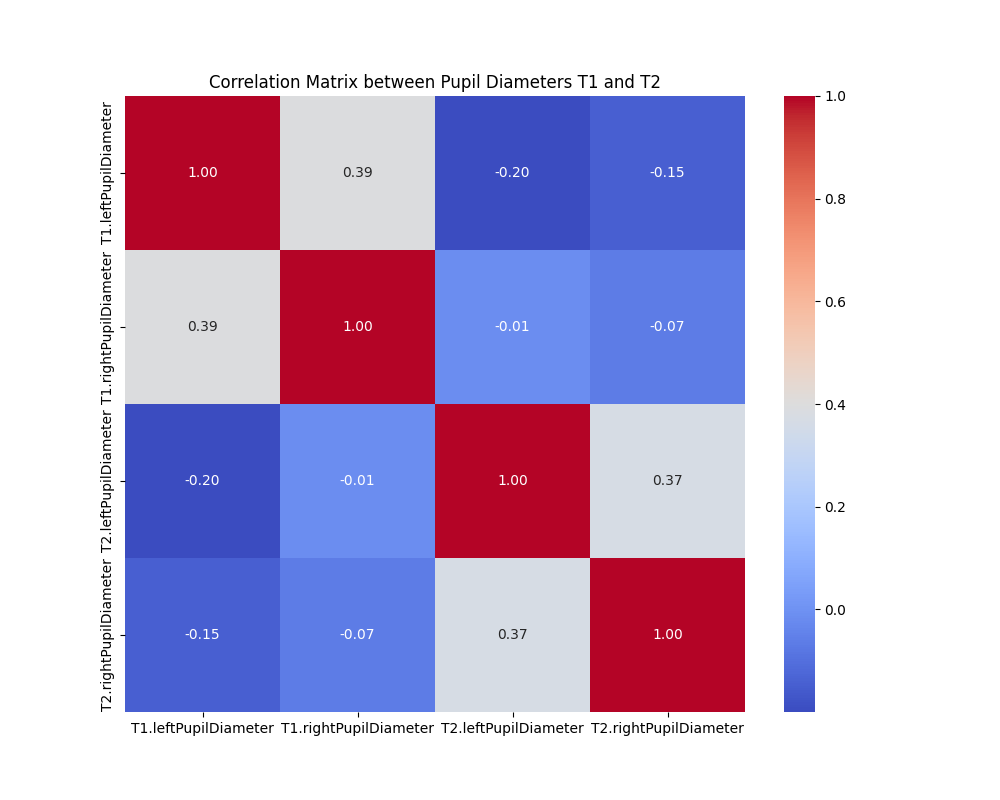 Correlation Matrix between Pupil Diameters T1 and T2
T1.leftPupilDiameter
1.00 0.39 -0.20 -0.15
T1.rightPupilDiameter
0.39 1.00 -0.01 -0.07
T2.leftPupilDiameter
-0.20 -0.01 1.00 0.37
T2.rightPupilDiameter
-0.15 -0.07 0.37 1.00
T1.leftPupilDiameter T1.rightPupilDiameter T2.leftPupilDiameter T2.rightPupilDiameter
1.0
0.8
0.6
0.4
0.2
0.0